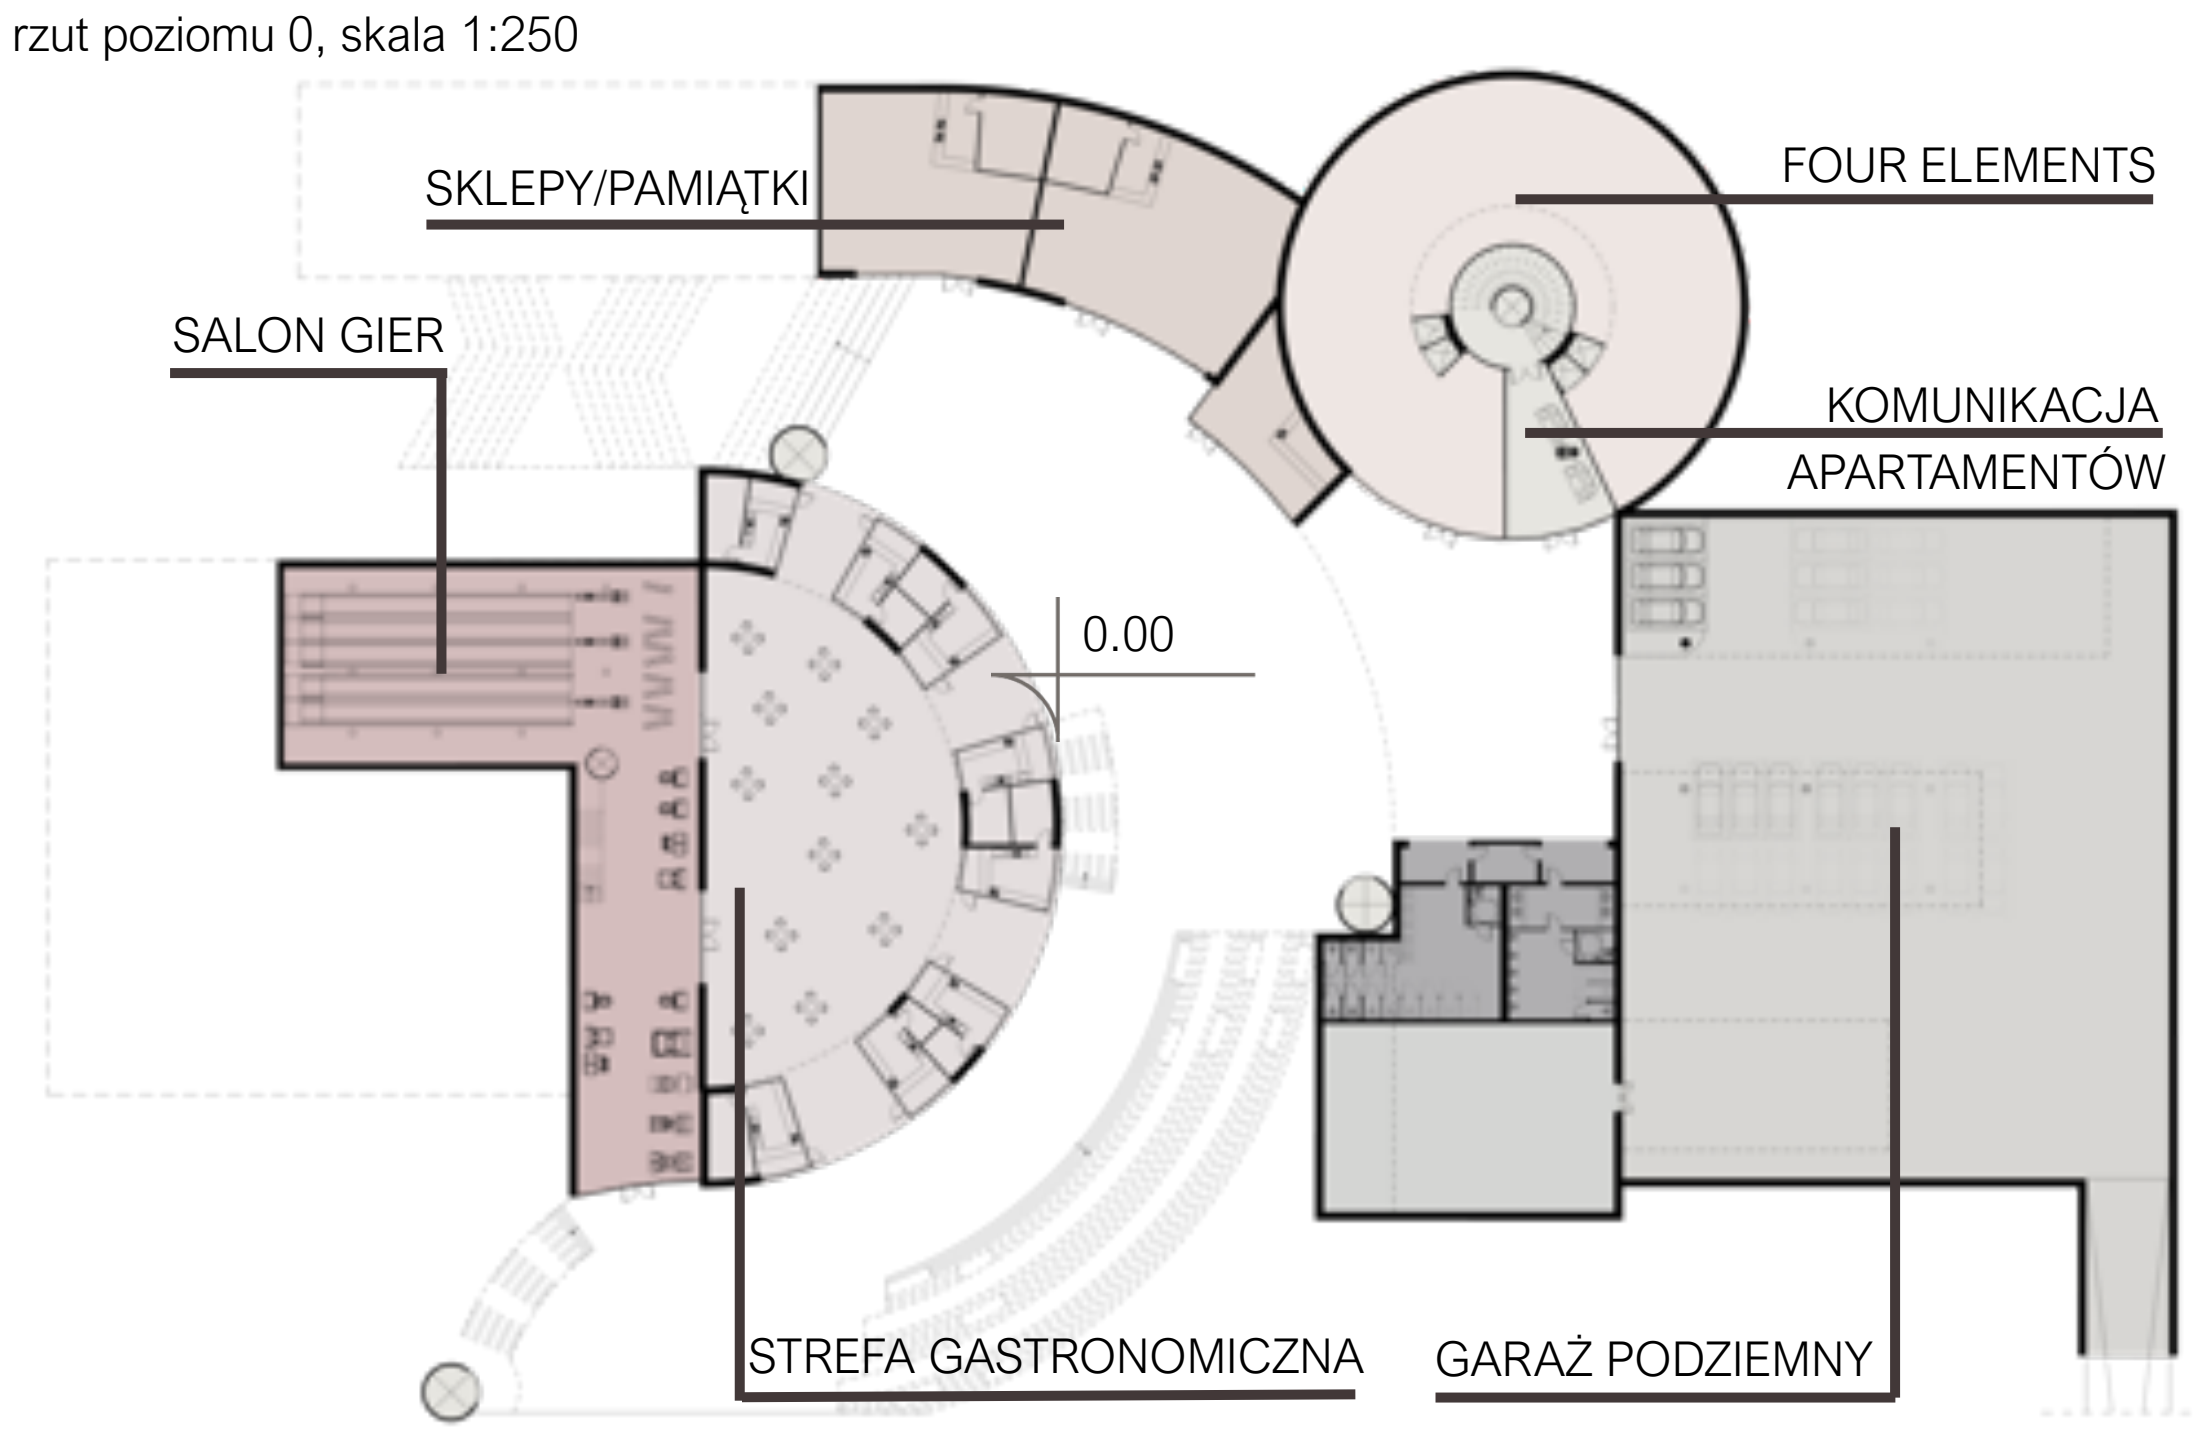 rzut poziomu 0, skala 1:250
SKLEPY/PAMIĄTKI
FOUR ELEMENTS
SALON GIER
KOMUNIKACJA
APARTAMENTÓW
0.00
STREFA GASTRONOMICZNA
GARAŻ PODZIEMNY